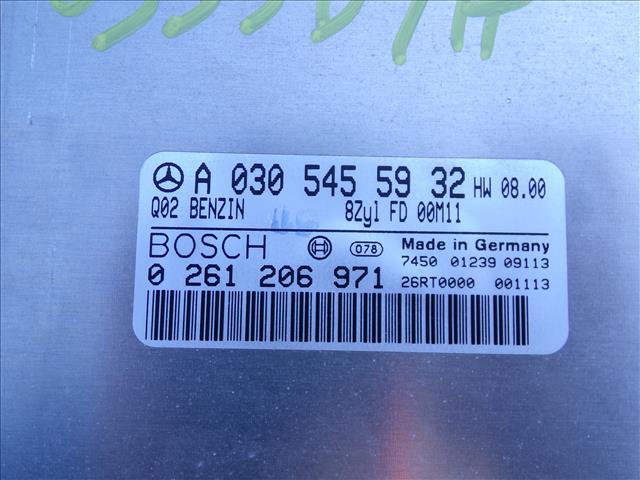 A 030 545 59 32 HW 08.00
Q02 BENZIN 8Zyl FD 00M11
BOSCH 078 Made in Germany
7450 01239 09113
0 261 206 971 26RT0000 001113